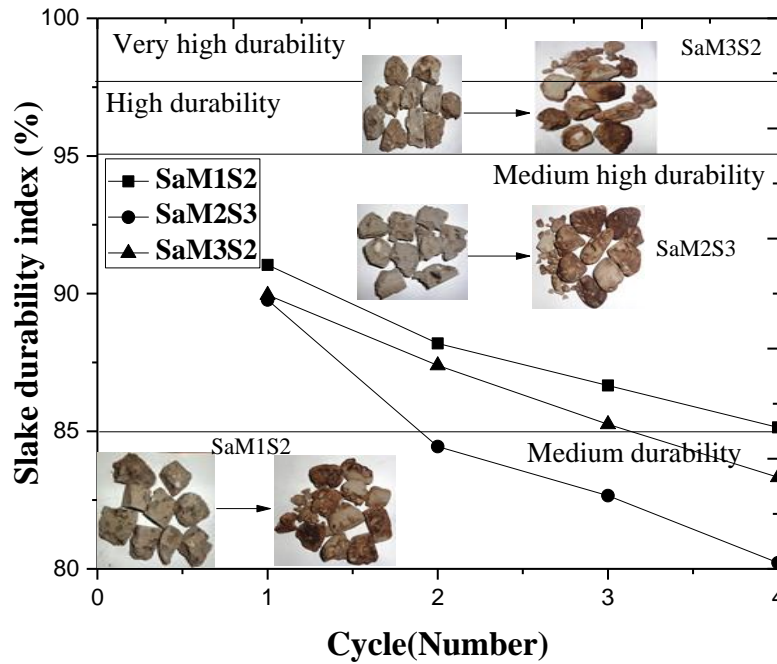 Very high durability
SaM3S2
High durability
SaM1S2
SaM2S3
SaM3S2
Medium high durability
SaM2S3
SaM1S2
Medium durability
Slake durability index (%)
95
90
85
80
0
1
2
3
4
Cycle(Number)